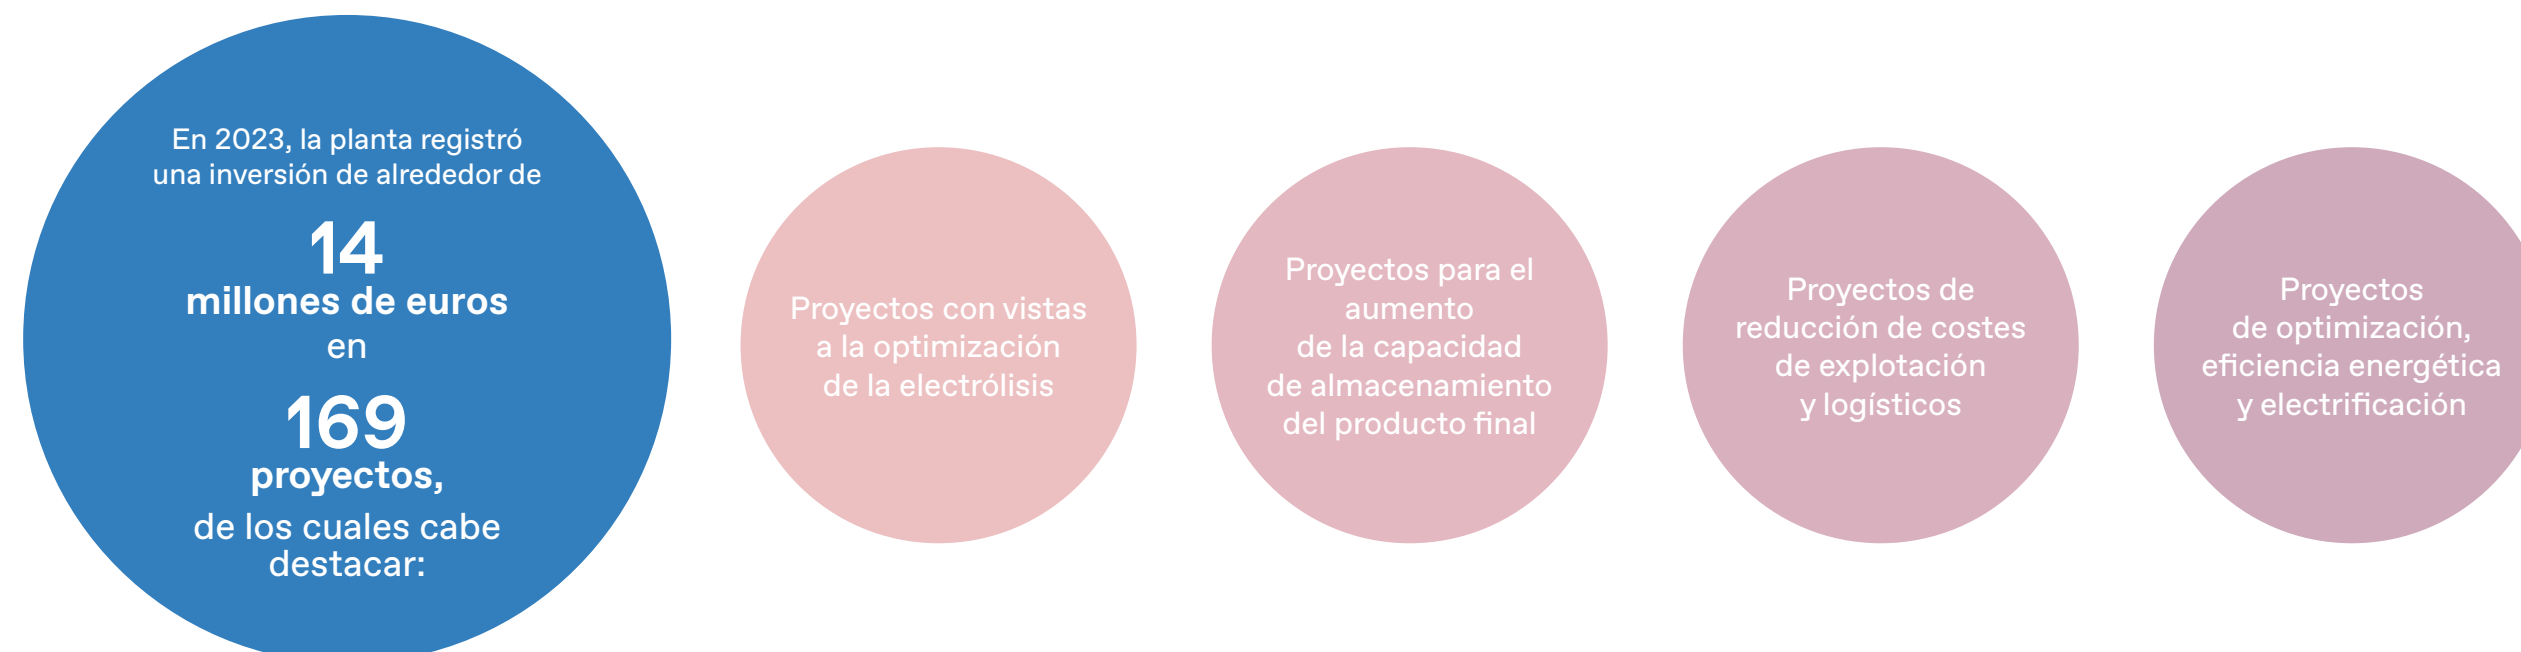 En 2023, la planta registró
una inversión de alrededor de
14
millones de euros
en
169
proyectos,
de los cuales cabe
destacar:
Proyectos con vistas
a la optimización
de la electrólisis
Proyectos para el
aumento
de la capacidad
de almacenamiento
del producto final
Proyectos de
reducción de costes
de explotación
y logísticos
Proyectos
de optimización,
eficiencia energética
y electrificación